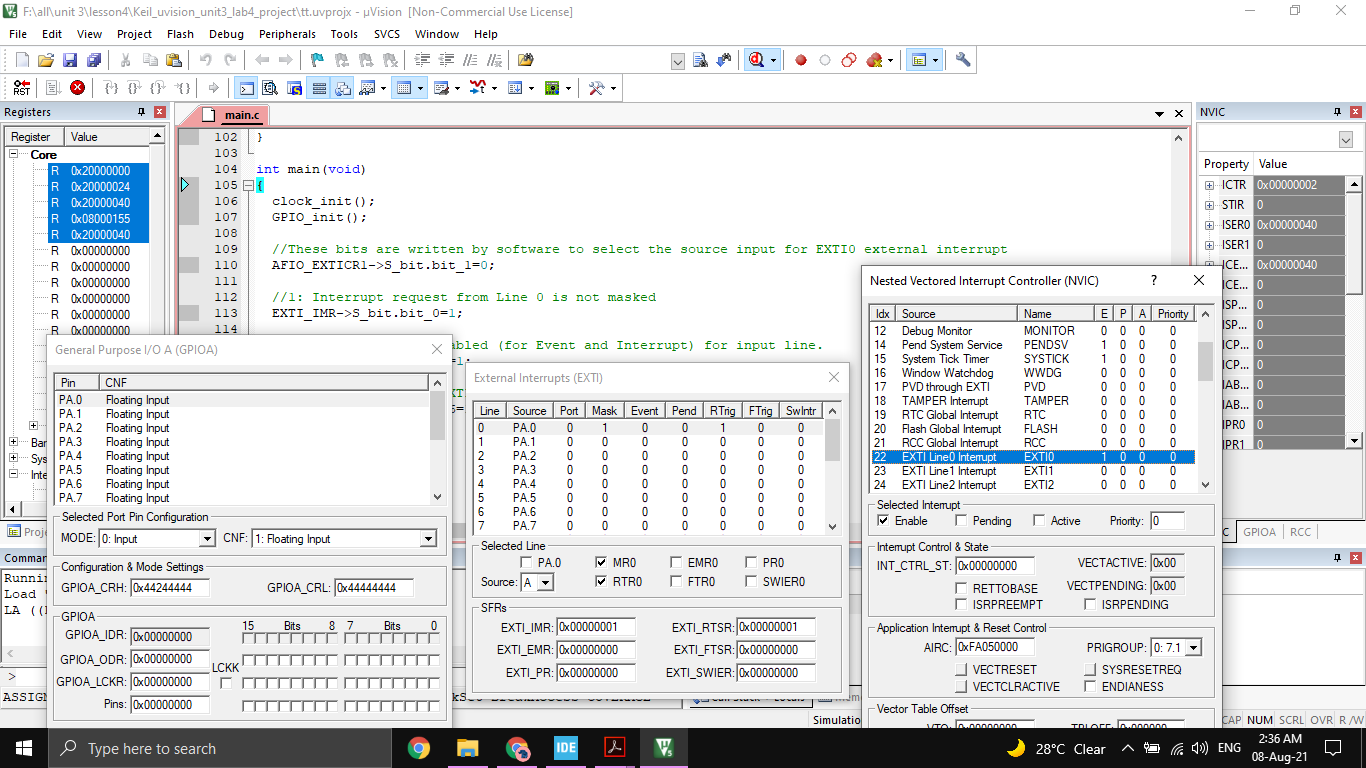 F:\all\unit 3\lesson4\Keil_uvision_unit3_lab4_project\tt.uvprojx - µVision [Non-Commercial Use License]
File Edit View Project Flash Debug Peripherals Tools SVCS Window Help
RST
Registers
Register Value
Core
R 0x20000000
R 0x20000024
R 0x20000040
R 0x08000155
R 0x20000040
R 0x00000000
R 0x00000000
R 0x00000000
R 0x00000000
R 0x00000000
R 0x00000000
Ban
Sys
Inte
Proj
main.c
102 }
103
104 int main(void)
105 {
106 clock_init();
107 GPIO_init();
108
109 //These bits are written by software to select the source input for EXTI0 external interrupt
110 AFIO_EXTICR1->S_bit.bit_1=0;
111
112 //1: Interrupt request from Line 0 is not masked
113 EXTI_IMR->S_bit.bit_0=1;
114
abled (for Event and Interrupt) for input line.
=1;
NVIC
Property Value
ICTR 0x00000002
STIR 0
ISER0 0x00000040
ISER1 0
ICE... 0x00000040
ICE... 0
ISP... 0
ISP... 0
ICP... 0
ICP... 0
IAB... 0
IAB... 0
IPR0 0
IPR1 0
C GPIOA RCC
General Purpose I/O A (GPIOA)
Pin CNF
PA.0 Floating Input
PA.1 Floating Input
PA.2 Floating Input
PA.3 Floating Input
PA.4 Floating Input
PA.5 Floating Input
PA.6 Floating Input
PA.7 Floating Input
Selected Port Pin Configuration
MODE: 0: Input CNF: 1: Floating Input
Configuration & Mode Settings
GPIOA_CRH: 0x44244444 GPIOA_CRL: 0x44444444
GPIOA
15 Bits 8 7 Bits 0
GPIOA_IDR: 0x00000000
GPIOA_ODR: 0x00000000
LCKK
GPIOA_LCKR: 0x00000000
Pins: 0x00000000
External Interrupts (EXTI)
Line Source Port Mask Event Pend RTrig FTrig SwIntr
0 PA.0 0 1 0 0 1 0 0
1 PA.1 0 0 0 0 0 0 0
2 PA.2 0 0 0 0 0 0 0
3 PA.3 0 0 0 0 0 0 0
4 PA.4 0 0 0 0 0 0 0
5 PA.5 0 0 0 0 0 0 0
6 PA.6 0 0 0 0 0 0 0
7 PA.7 0 0 0 0 0 0 0
Selected Line
PA.0 MR0 EMR0 PR0
Source: A RTR0 FTR0 SWIER0
SFRs
EXTI_IMR: 0x00000001 EXTI_RTSR: 0x00000001
EXTI_EMR: 0x00000000 EXTI_FTSR: 0x00000000
EXTI_PR: 0x00000000 EXTI_SWIER: 0x00000000
Nested Vectored Interrupt Controller (NVIC) ?
Idx Source Name E P A Priority
12 Debug Monitor MONITOR 0 0 0 0
14 Pend System Service PENDSV 1 0 0 0
15 System Tick Timer SYSTICK 1 0 0 0
16 Window Watchdog WWDG 0 0 0 0
17 PVD through EXTI PVD 0 0 0 0
18 TAMPER Interrupt TAMPER 0 0 0 0
19 RTC Global Interrupt RTC 0 0 0 0
20 Flash Global Interrupt FLASH 0 0 0 0
21 RCC Global Interrupt RCC 0 0 0 0
22 EXTI Line0 Interrupt EXTI0 1 0 0 0
23 EXTI Line1 Interrupt EXTI1 0 0 0 0
24 EXTI Line2 Interrupt EXTI2 0 0 0 0
Selected Interrupt
Enable Pending Active Priority: 0
Interrupt Control & State
INT_CTRL_ST: 0x00000000 VECTACTIVE: 0x00
RETTOBASE VECTPENDING: 0x00
ISRPREEMPT ISRPENDING
Application Interrupt & Reset Control
AIRC: 0xFA050000 PRIGROUP: 0: 7.1
VECTRESET SYSRESETREQ
VECTCLRACTIVE ENDIANESS
Vector Table Offset
VTO: 0x00000000 TBLOFF: 0x000000
Comman
Runnin
Load "
LA ((
>
ASSIGN
Simulation
CAP NUM SCRL OVR R /W
Type here to search
IDE
28°C Clear
ENG
2:36 AM
08-Aug-21